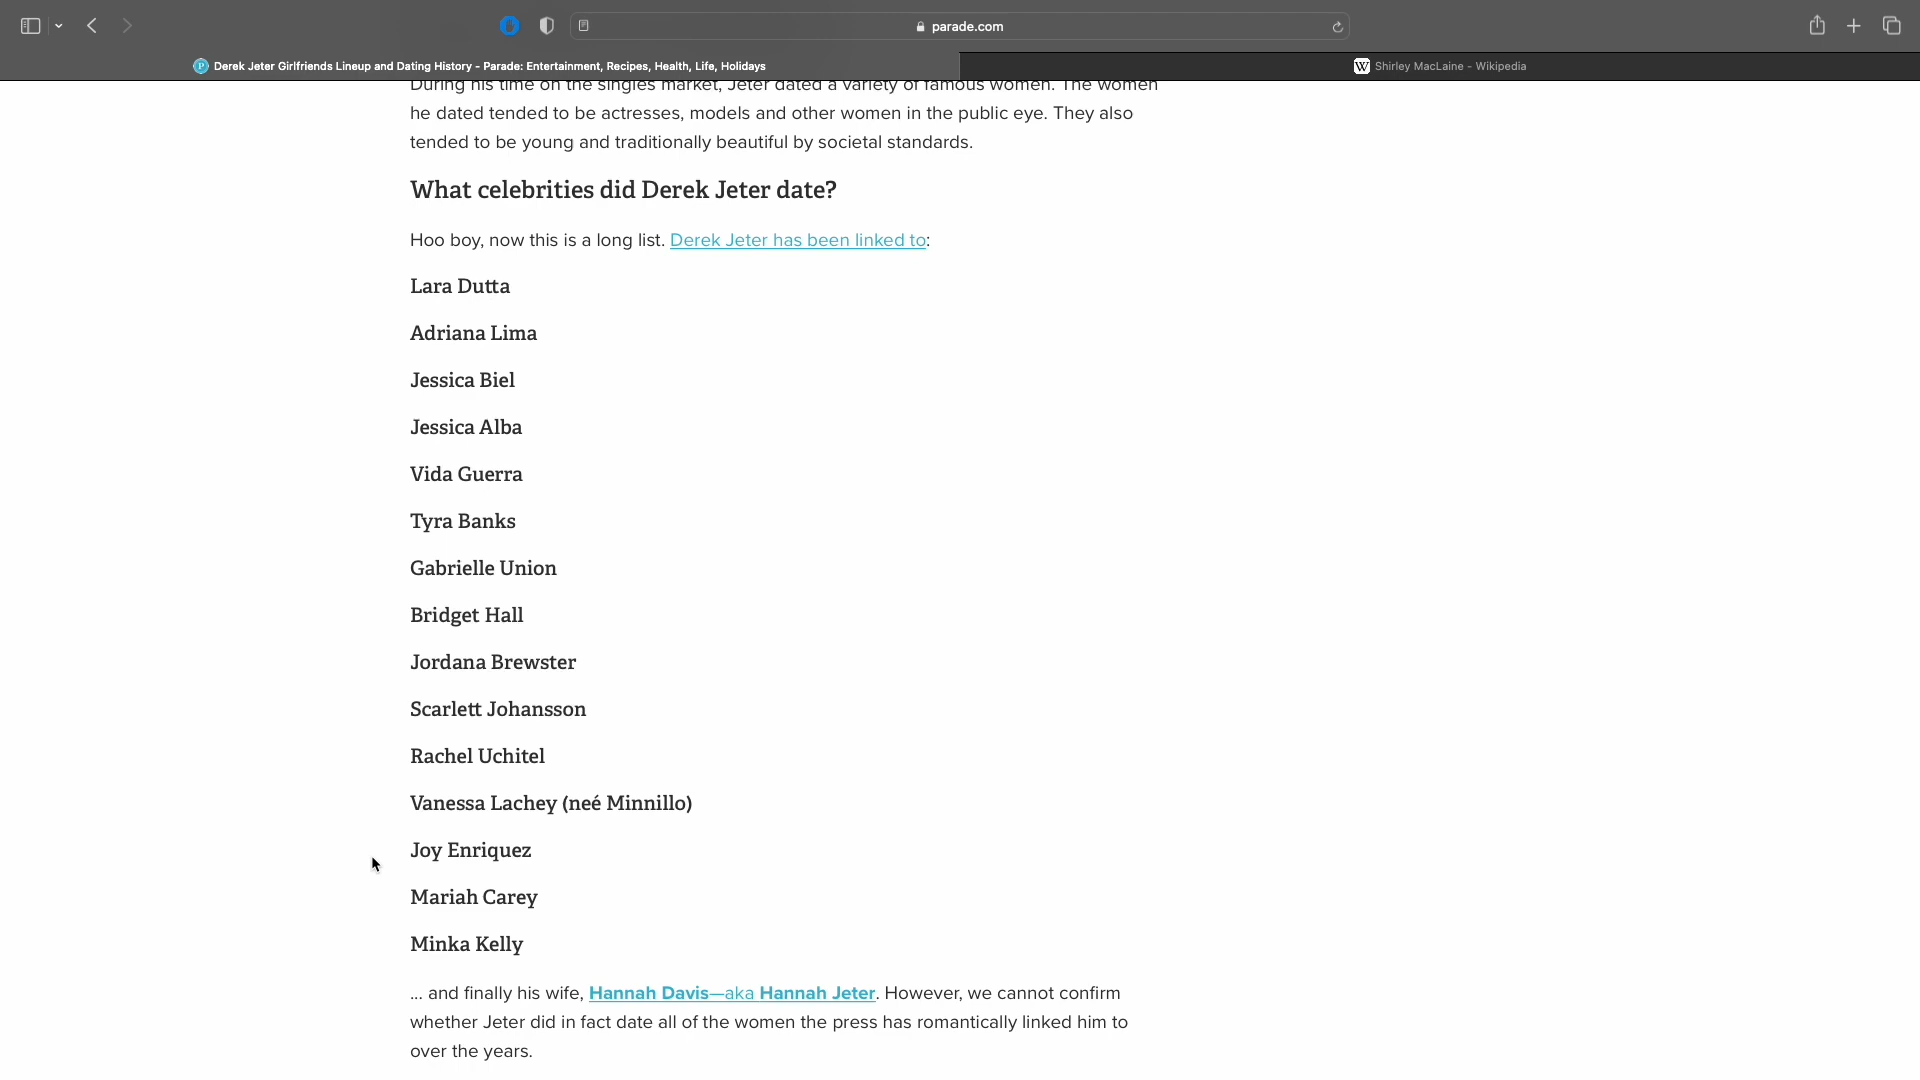 parade.com
Derek Jeter Girlfriends Lineup and Dating History - Parade: Entertainment, Recipes, Health, Life, Holidays
W Shirley MacLaine - Wikipedia
During his time on the singles market, Jeter dated a variety of famous women. The women
he dated tended to be actresses, models and other women in the public eye. They also
tended to be young and traditionally beautiful by societal standards.
What celebrities did Derek Jeter date?
Hoo boy, now this is a long list. Derek Jeter has been linked to:
Lara Dutta
Adriana Lima
Jessica Biel
Jessica Alba
Vida Guerra
Tyra Banks
Gabrielle Union
Bridget Hall
Jordana Brewster
Scarlett Johansson
Rachel Uchitel
Vanessa Lachey (neé Minnillo)
Joy Enriquez
Mariah Carey
Minka Kelly
... and finally his wife, Hannah Davis—aka Hannah Jeter. However, we cannot confirm
whether Jeter did in fact date all of the women the press has romantically linked him to
over the years.